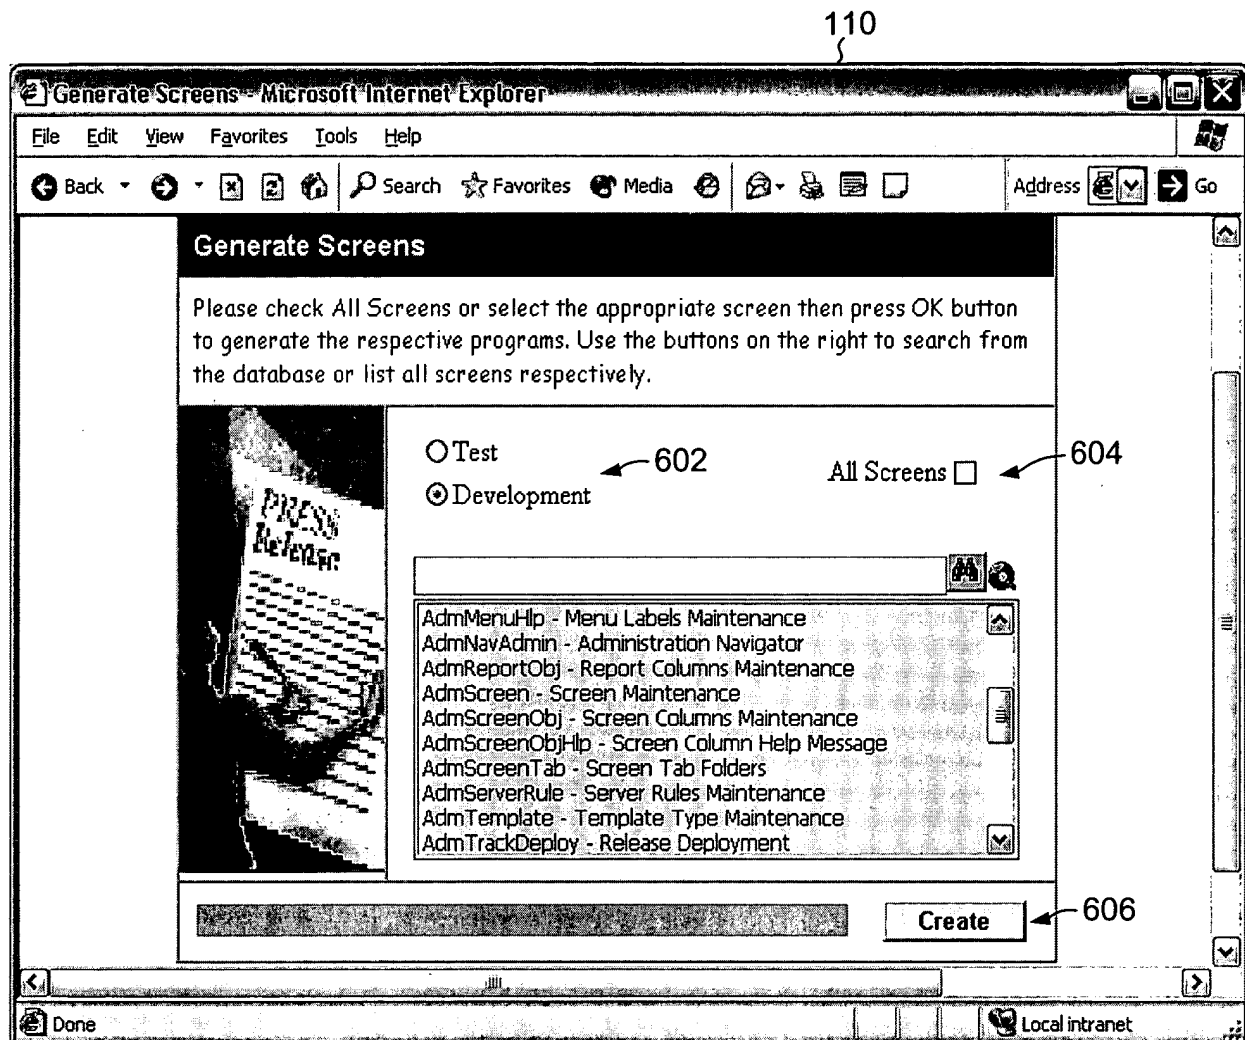 110
Generate Screens - Microsoft Internet Explorer
File Edit View Favorites Tools Help
Back Search Favorites Media Address Go
Generate Screens
Please check All Screens or select the appropriate screen then press OK button
to generate the respective programs. Use the buttons on the right to search from
the database or list all screens respectively.
PRESS
Release
Test
602
Development
All Screens
604
AdmMenuHlp - Menu Labels Maintenance
AdmNavAdmin - Administration Navigator
AdmReportObj - Report Columns Maintenance
AdmScreen - Screen Maintenance
AdmScreenObj - Screen Columns Maintenance
AdmScreenObjHlp - Screen Column Help Message
AdmScreenTab - Screen Tab Folders
AdmServerRule - Server Rules Maintenance
AdmTemplate - Template Type Maintenance
AdmTrackDeploy - Release Deployment
Create
606
Done Local intranet